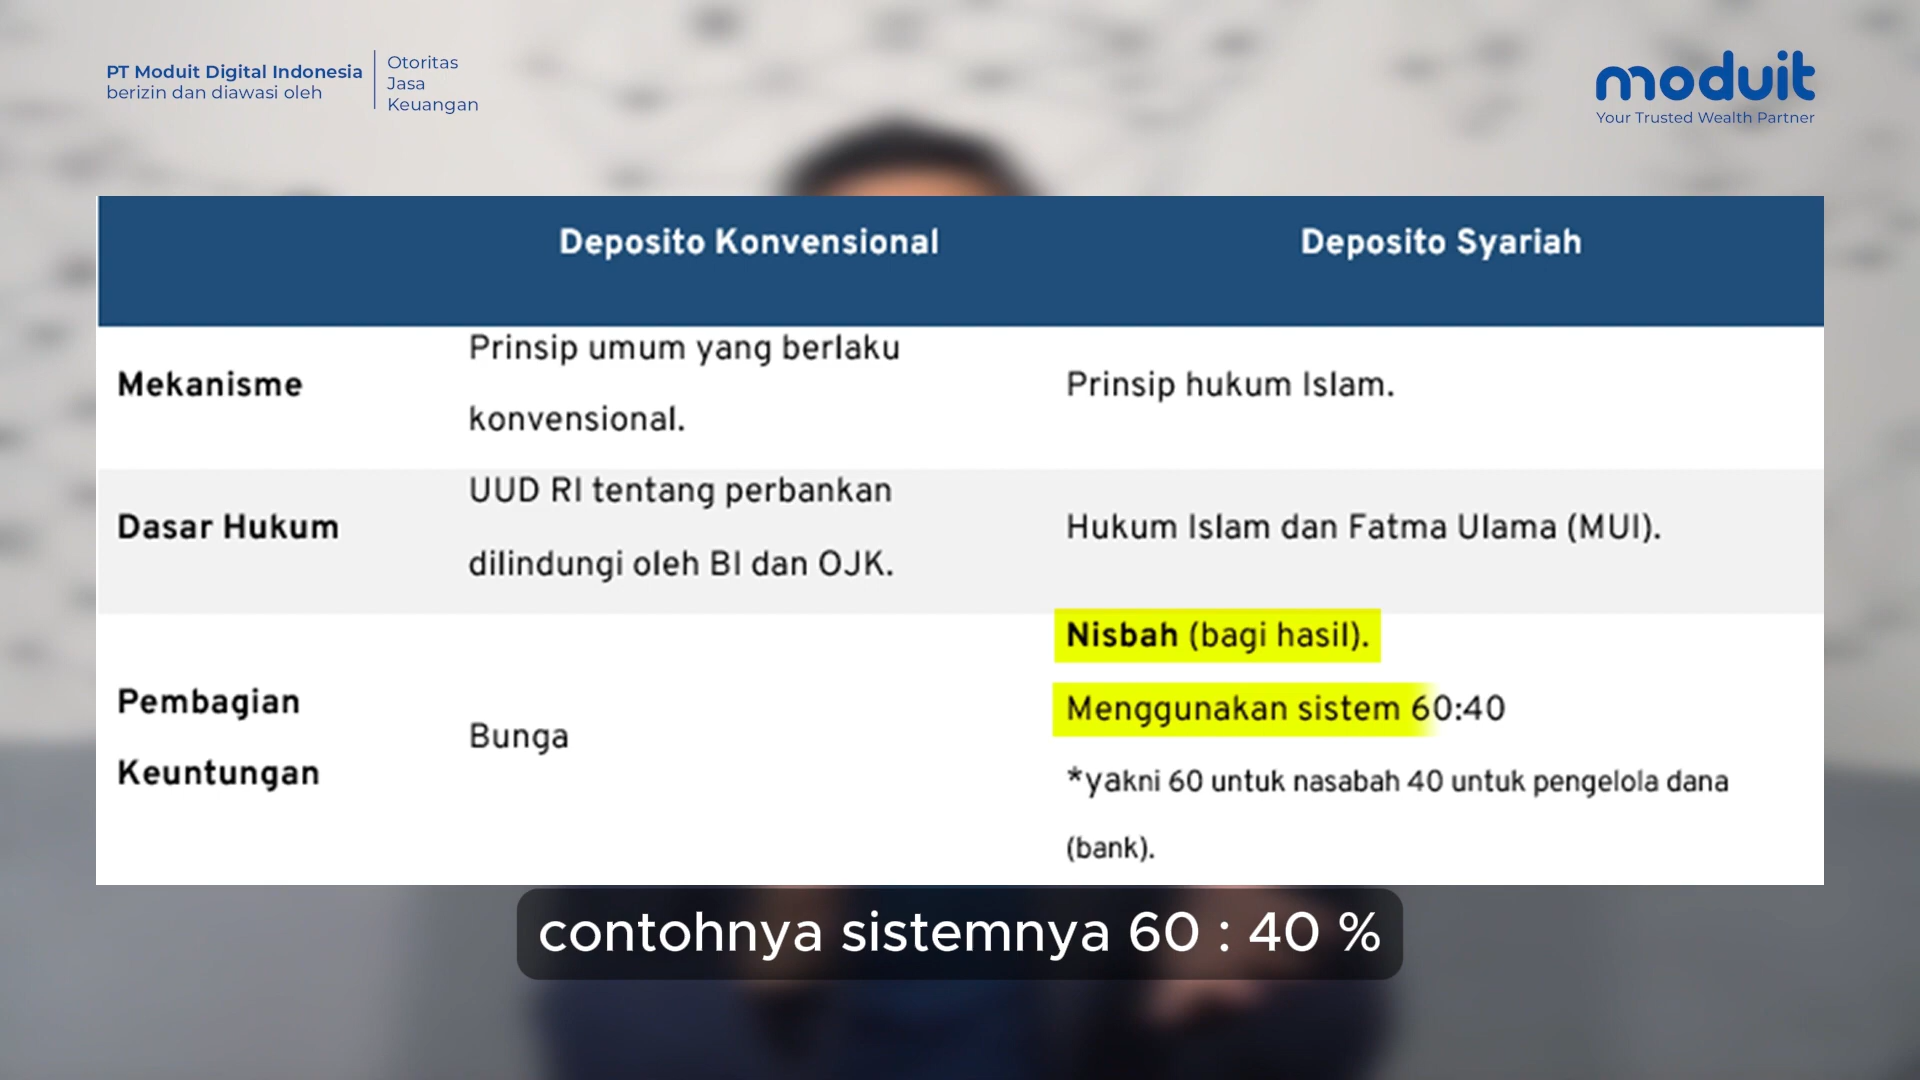 PT Moduit Digital Indonesia
berizin dan diawasi oleh
Otoritas
Jasa
Keuangan
moduit
Your Trusted Wealth Partner
Deposito Konvensional
Deposito Syariah
Mekanisme
Prinsip umum yang berlaku
konvensional.
Prinsip hukum Islam.
Dasar Hukum
UUD RI tentang perbankan
dilindungi oleh BI dan OJK.
Hukum Islam dan Fatma Ulama (MUI).
Pembagian
Keuntungan
Bunga
Nisbah (bagi hasil).
Menggunakan sistem 60:40
*yakni 60 untuk nasabah 40 untuk pengelola dana
(bank).
contohnya sistemnya 60 : 40 %